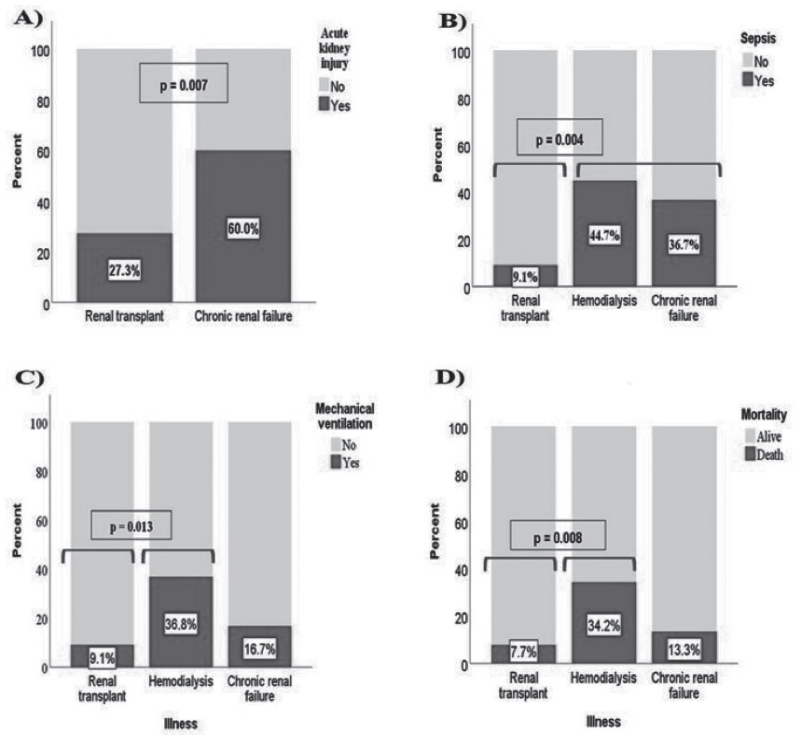 A)
Acute
kidney
injury
No
Yes
p = 0.007
100
80
60
40
20
0
Percent
27.3%
60.0%
Renal transplant
Chronic renal failure
B)
Sepsis
No
Yes
p = 0.004
100
80
60
40
20
0
Percent
9.1%
44.7%
36.7%
Renal
transplant
Hemodialysis
Chronic renal
failure
C)
Mechanical
ventilation
No
Yes
p = 0.013
100
80
60
40
20
0
Percent
9.1%
36.8%
16.7%
Renal
transplant
Hemodialysis
Chronic renal
failure
Illness
D)
Mortality
Alive
Death
p = 0.008
100
80
60
40
20
0
Percent
7.7%
34.2%
13.3%
Renal
transplant
Hemodialysis
Chronic renal
failure
Illness